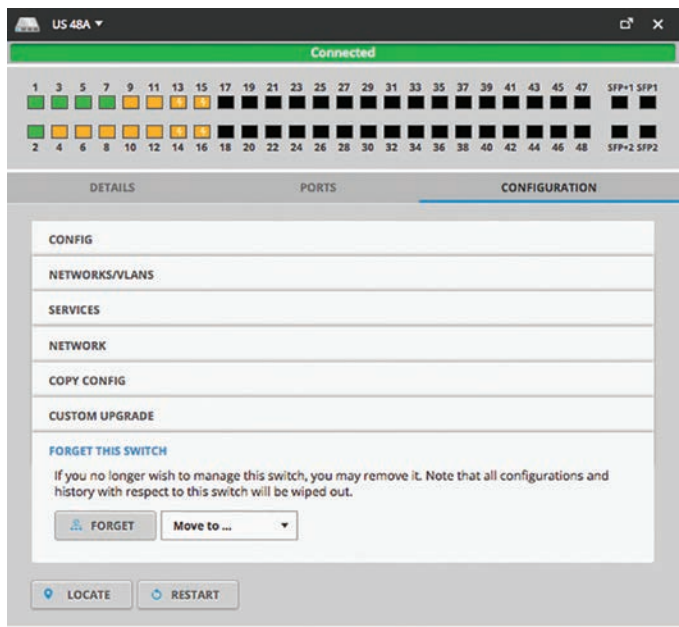 US 48A
Connected
1 3 5 7 9 11 13 15 17 19 21 23 25 27 29 31 33 35 37 39 41 43 45 47 SFP+1 SFP1
2 4 6 8 10 12 14 16 18 20 22 24 26 28 30 32 34 36 38 40 42 44 46 48 SFP+2 SFP2
DETAILS PORTS CONFIGURATION
CONFIG
NETWORKS/VLANS
SERVICES
NETWORK
COPY CONFIG
CUSTOM UPGRADE
FORGET THIS SWITCH
If you no longer wish to manage this switch, you may remove it. Note that all configurations and
history with respect to this switch will be wiped out.
FORGET Move to ...
LOCATE RESTART